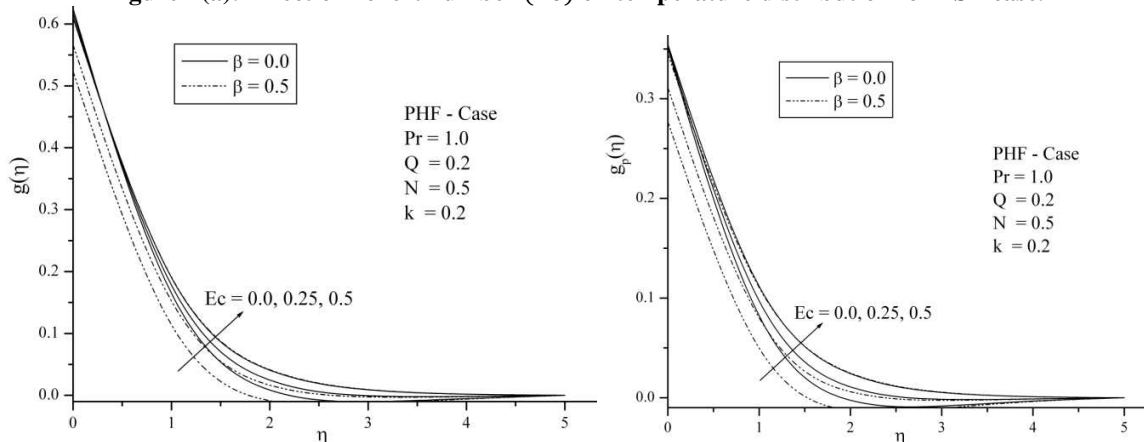 0.6
0.5
0.4
0.3
0.2
0.1
0.0
g(η)
β = 0.0
β = 0.5
PHF - Case
Pr = 1.0
Q = 0.2
N = 0.5
k = 0.2
Ec = 0.0, 0.25, 0.5
0 1 2 3 4 5
η
0.3
0.2
0.1
0.0
gp(η)
β = 0.0
β = 0.5
PHF - Case
Pr = 1.0
Q = 0.2
N = 0.5
k = 0.2
Ec = 0.0, 0.25, 0.5
0 1 2 3 4 5
η